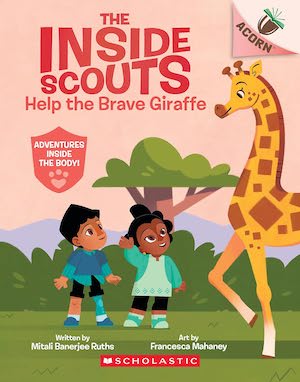 THE
INSIDE
SCOUTS
Help the Brave Giraffe
ACORN
ADVENTURES
INSIDE
THE BODY!
Written by
Mitali Banerjee Ruths
Art by
Francesca Mahaney
SCHOLASTIC